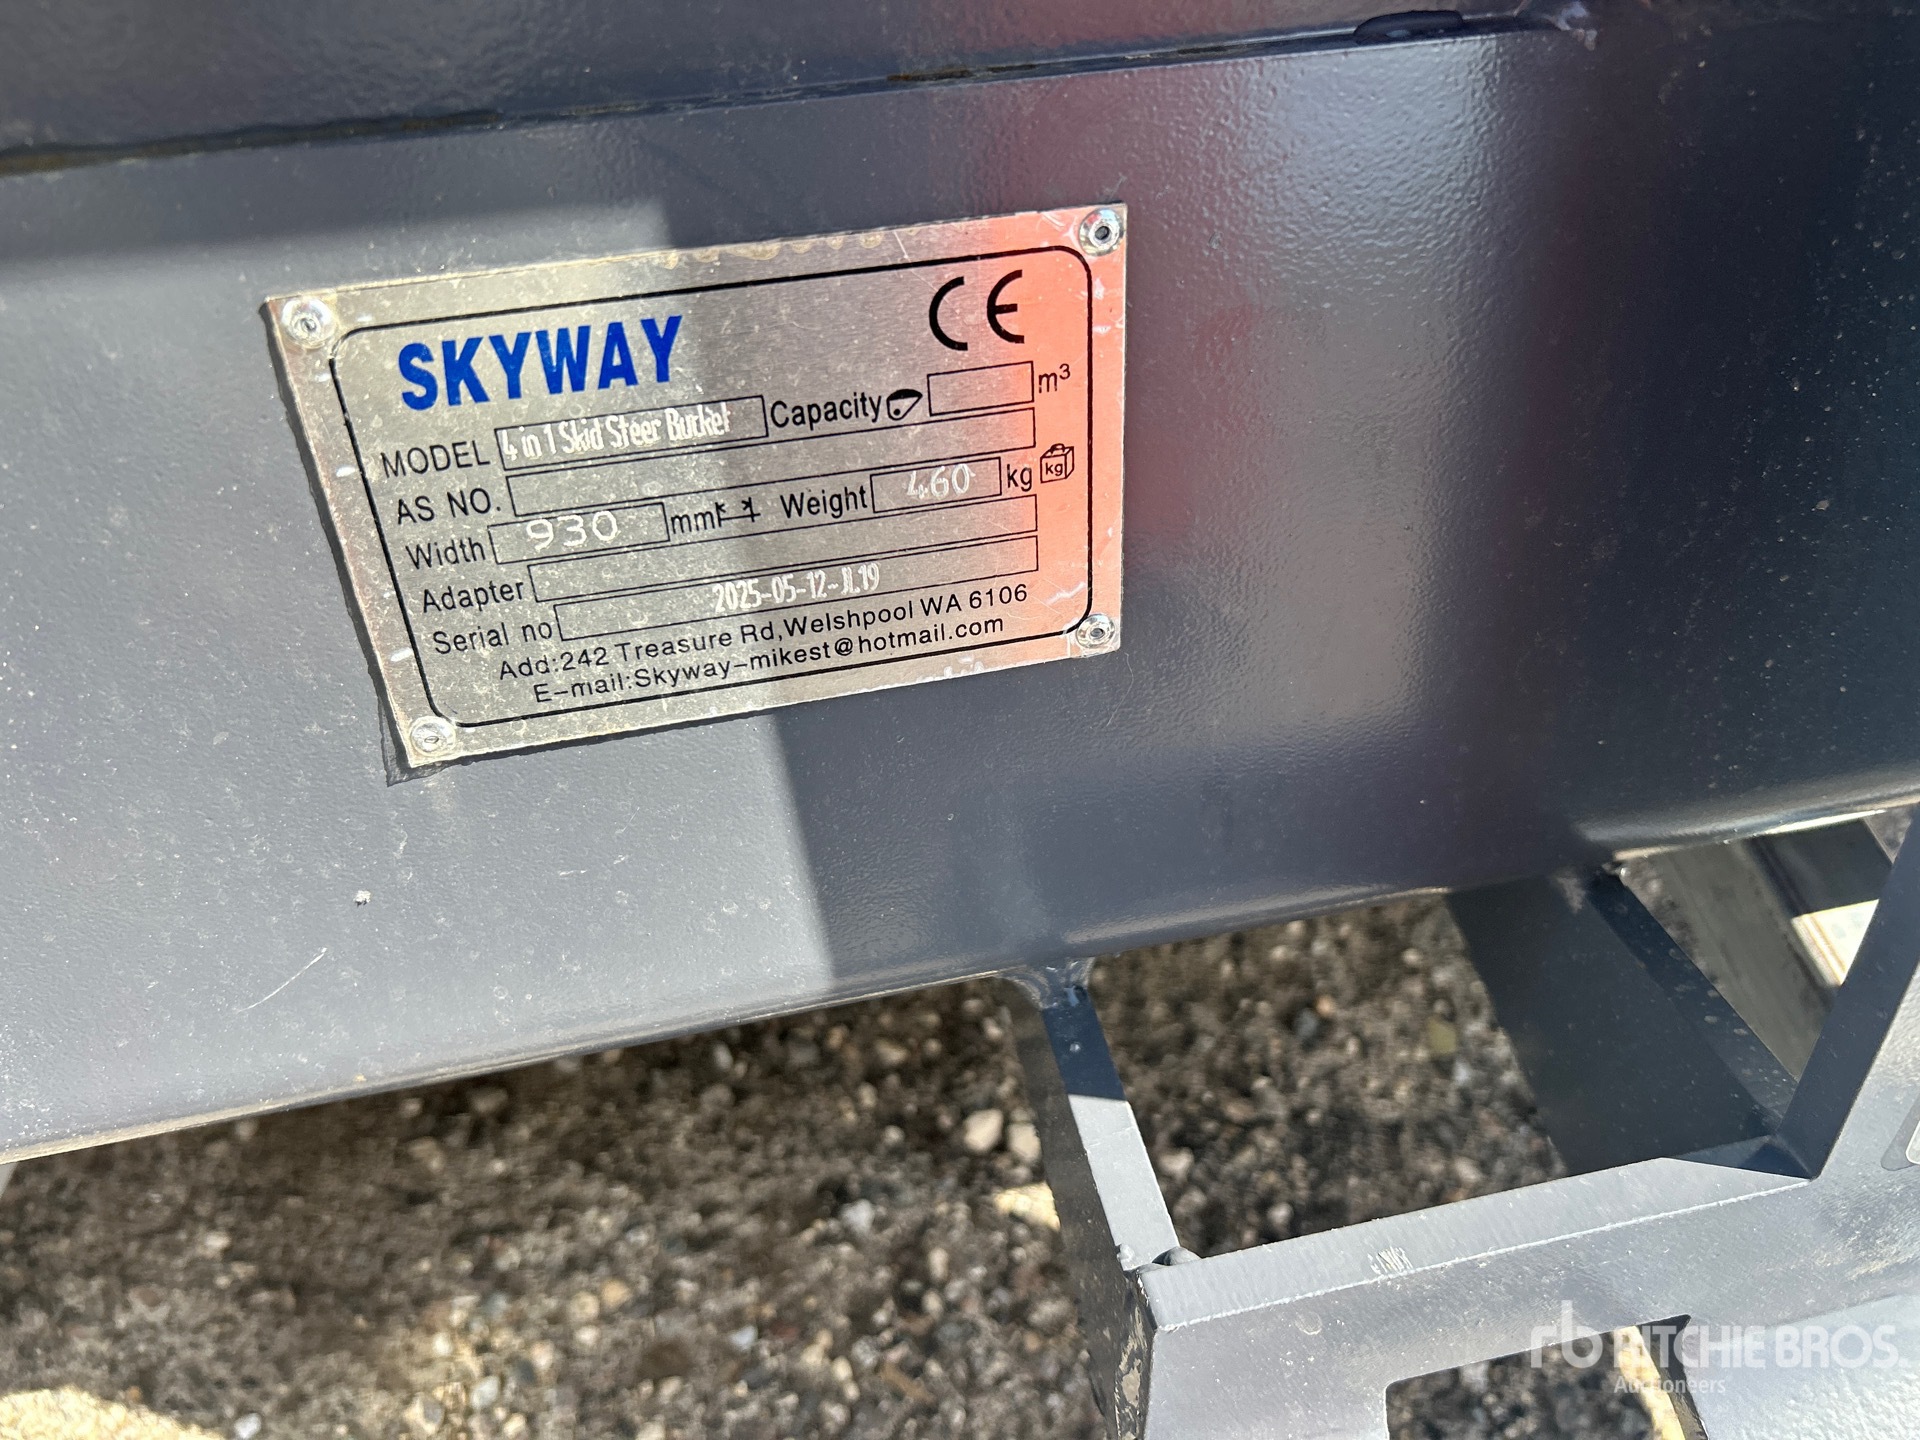 SKYWAY CE
MODEL 4 in 1 Skid Steer Bucket Capacity m³
AS NO.
Width 930 mm Weight 460 kg kg
Adapter
Serial no 2025-05-12-JL19
Add:242 Treasure Rd,Welshpool WA 6106
E-mail:Skyway-mikest@hotmail.com
rb RITCHIE BROS.
Auctioneers